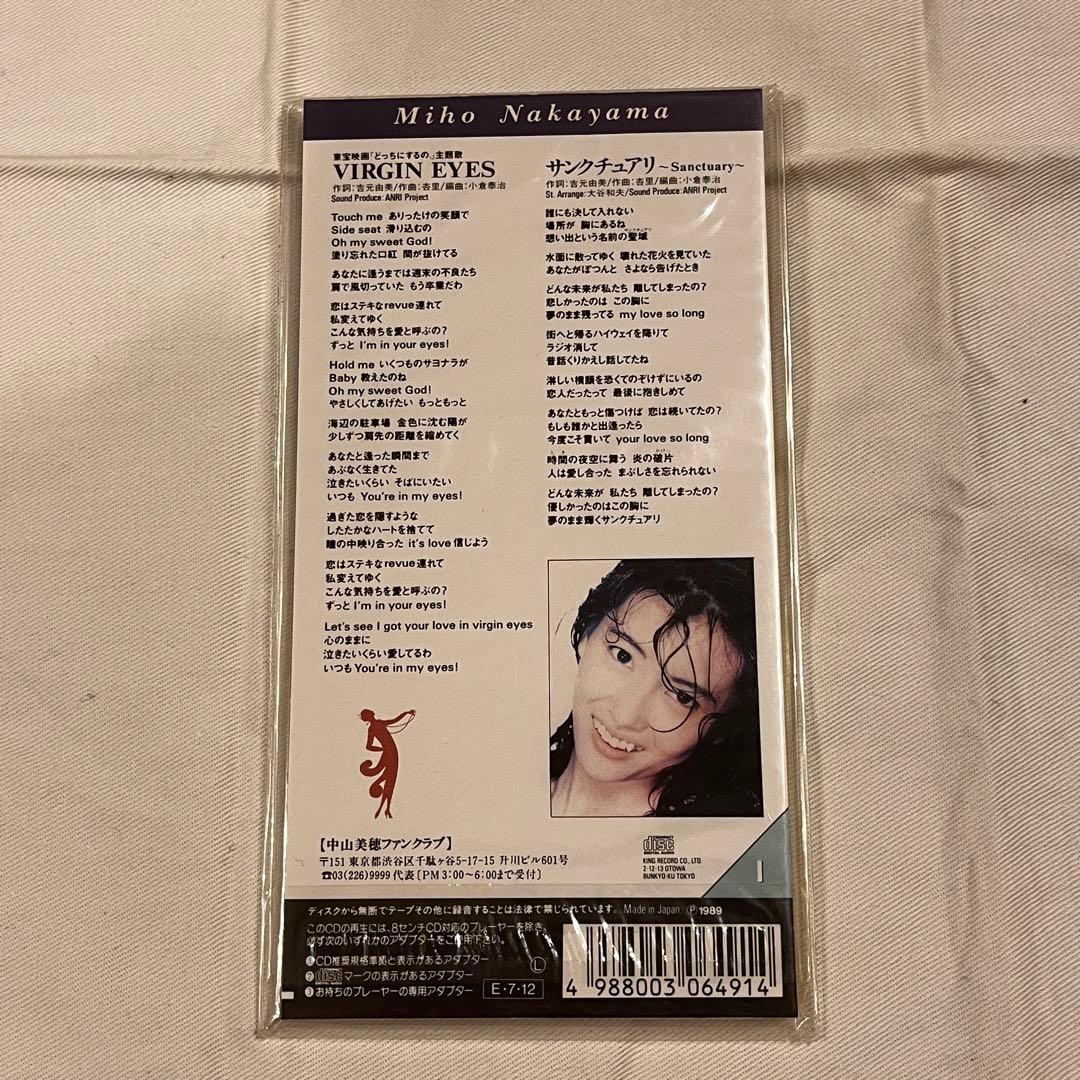 Miho Nakayama
東宝映画「どっちにするの。」主題歌
VIRGIN EYES
作詞:吉元由美/作曲:杏里/編曲:小倉泰治
Sound Produce: ANRI Project
Touch me ありったけの笑顔で
Side seat 滑り込むの
Oh my sweet God!
塗り忘れた口紅 間が抜けてる
あなたに逢うまでは週末の不良たち
肩で風切っていた もう卒業だわ
恋はステキなrevue連れて
私変えてゆく
こんな気持ちを愛と呼ぶの?
ずっと I'm in your eyes!
Hold me いくつものサヨナラが
Baby 教えたのね
Oh my sweet God!
やさしくしてあげたい もっともっと
海辺の駐車場 金色に沈む陽が
少しずつ肩先の距離を縮めてく
あなたと逢った瞬間まで
あぶなく生きてた
泣きたいくらい そばにいたい
いつも You're in my eyes!
過ぎた恋を隠すような
したたかなハートを捨てて
瞳の中映り合った it's love 信じよう
恋はステキなrevue連れて
私変えてゆく
こんな気持ちを愛と呼ぶの?
ずっと I'm in your eyes!
Let's see I got your love in virgin eyes
心のままに
泣きたいくらい愛してるわ
いつも You're in my eyes!
サンクチュアリ ～Sanctuary～
作詞:吉元由美/作曲:杏里/編曲:小倉泰治
St. Arrange:大谷和夫/Sound Produce:ANRI Project
誰にも決して入れない
場所が 胸にあるね
サンクチュアリ
想い出という名前の聖域
水面に散ってゆく 壊れた花火を見ていた
あなたがぽつんと さよなら告げたとき
どんな未来が私たち 離してしまったの?
悲しかったのは この胸に
夢のまま残ってる my love so long
街へと帰るハイウェイを降りて
ラジオ消して
昔話くりかえし話してたね
淋しい横顔を恐くてのぞけずにいるの
恋人だったって 最後に抱きしめて
あなたともっと傷つけば 恋は続いてたの?
もしも誰かと出逢ったら
今度こそ貫いて your love so long
とき かけら
時間の夜空に舞う 炎の破片
人は愛し合った まぶしさを忘れられない
どんな未来が 私たち 離してしまったの?
優しかったのはこの胸に
夢のまま輝くサンクチュアリ
【中山美穂ファンクラブ】
〒151 東京都渋谷区千駄ヶ谷5-17-15 升川ビル601号
☎03(226)9999 代表〔PM 3:00～6:00まで受付〕
COMPACT
disc
DIGITAL AUDIO
KING RECORD CO., LTD.
2-12-13 OTOWA
BUNKYO-KU TOKYO
I
ディスクから無断でテープその他に録音することは法律で禁じられています。 Made in Japan Ⓟ1989
このCDの再生には、8センチCD対応のプレーヤーを除き、
必ず次のいずれかのアダプターをご使用下さい。
❶CD推奨規格準拠と表示があるアダプター
❷disc マークの表示があるアダプター
❸お持ちのプレーヤーの専用アダプター
Ⓛ
E・7・12
4 988003 064914